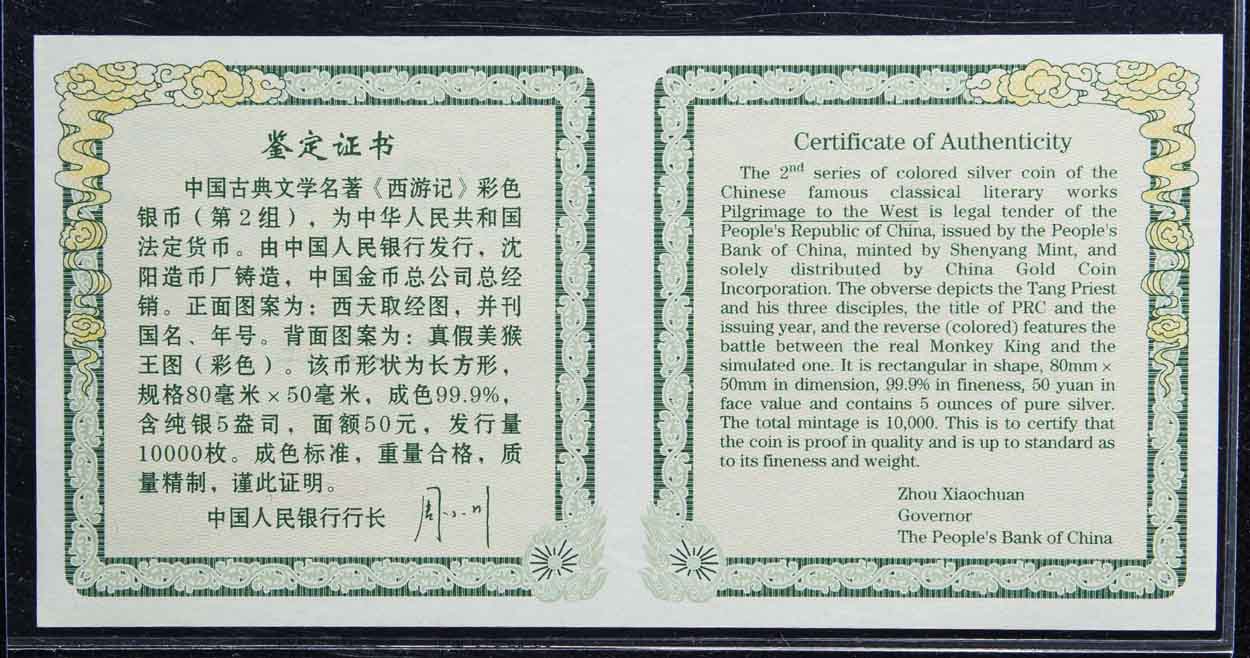 鉴定证书
中国古典文学名著《西游记》彩色
银币（第2组），为中华人民共和国
法定货币。由中国人民银行发行，沈
阳造币厂铸造，中国金币总公司总经
销。正面图案为：西天取经图，并刊
国名、年号。背面图案为：真假美猴
王图（彩色）。该币形状为长方形，
规格80毫米×50毫米，成色99.9%，
含纯银5盎司，面额50元，发行量
10000枚。成色标准，重量合格，质
量精制，谨此证明。
中国人民银行行长 周小川
Certificate of Authenticity
The 2nd series of colored silver coin of the
Chinese famous classical literary works
Pilgrimage to the West is legal tender of the
People's Republic of China, issued by the People's
Bank of China, minted by Shenyang Mint, and
solely distributed by China Gold Coin
Incorporation. The obverse depicts the Tang Priest
and his three disciples, the title of PRC and the
issuing year, and the reverse (colored) features the
battle between the real Monkey King and the
simulated one. It is rectangular in shape, 80mm×
50mm in dimension, 99.9% in fineness, 50 yuan in
face value and contains 5 ounces of pure silver.
The total mintage is 10,000. This is to certify that
the coin is proof in quality and is up to standard as
to its fineness and weight.
Zhou Xiaochuan
Governor
The People's Bank of China